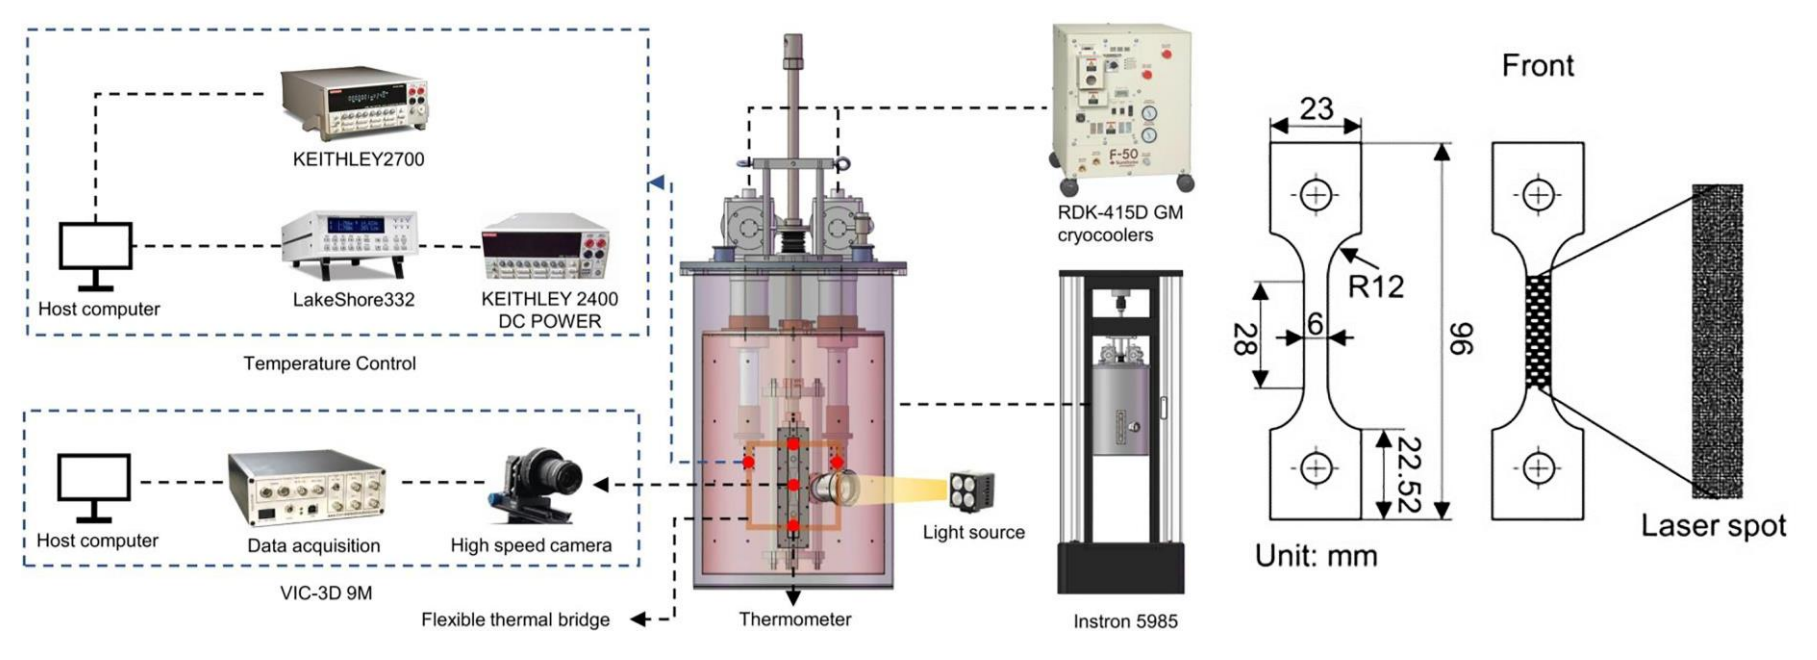 KEITHLEY2700
Host computer
LakeShore332
KEITHLEY 2400
DC POWER
Temperature Control
Host computer
Data acquisition
High speed camera
VIC-3D 9M
Flexible thermal bridge
Thermometer
Light source
F-50
RDK-415D GM
cryocoolers
Instron 5985
Front
23
R12
6
28
96
22.52
Unit: mm
Laser spot